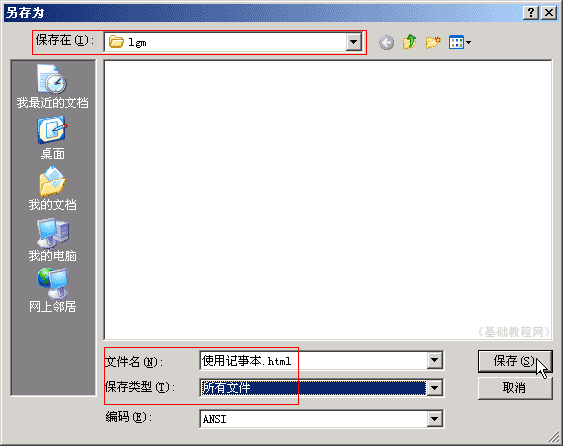 另存为
保存在(I):
lgm
我最近的文档
桌面
我的文档
我的电脑
网上邻居
《基础教程网》
文件名(N):
使用记事本.html
保存(S)
保存类型(T):
所有文件
取消
编码(E):
ANSI